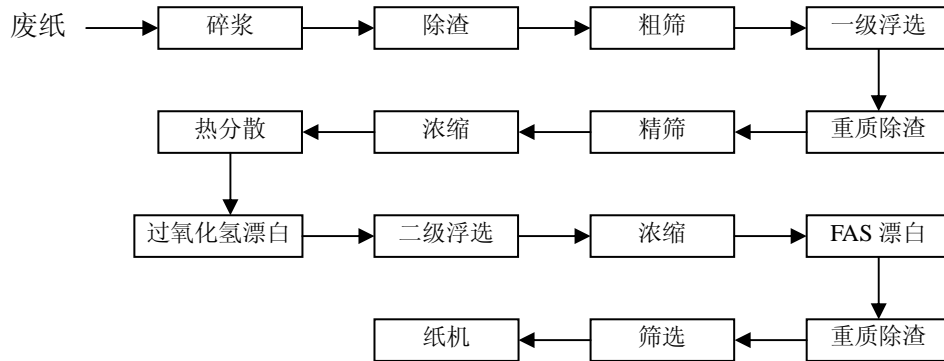 废纸
碎浆
除渣
粗筛
一级浮选
重质除渣
精筛
浓缩
热分散
过氧化氢漂白
二级浮选
浓缩
FAS 漂白
重质除渣
筛选
纸机